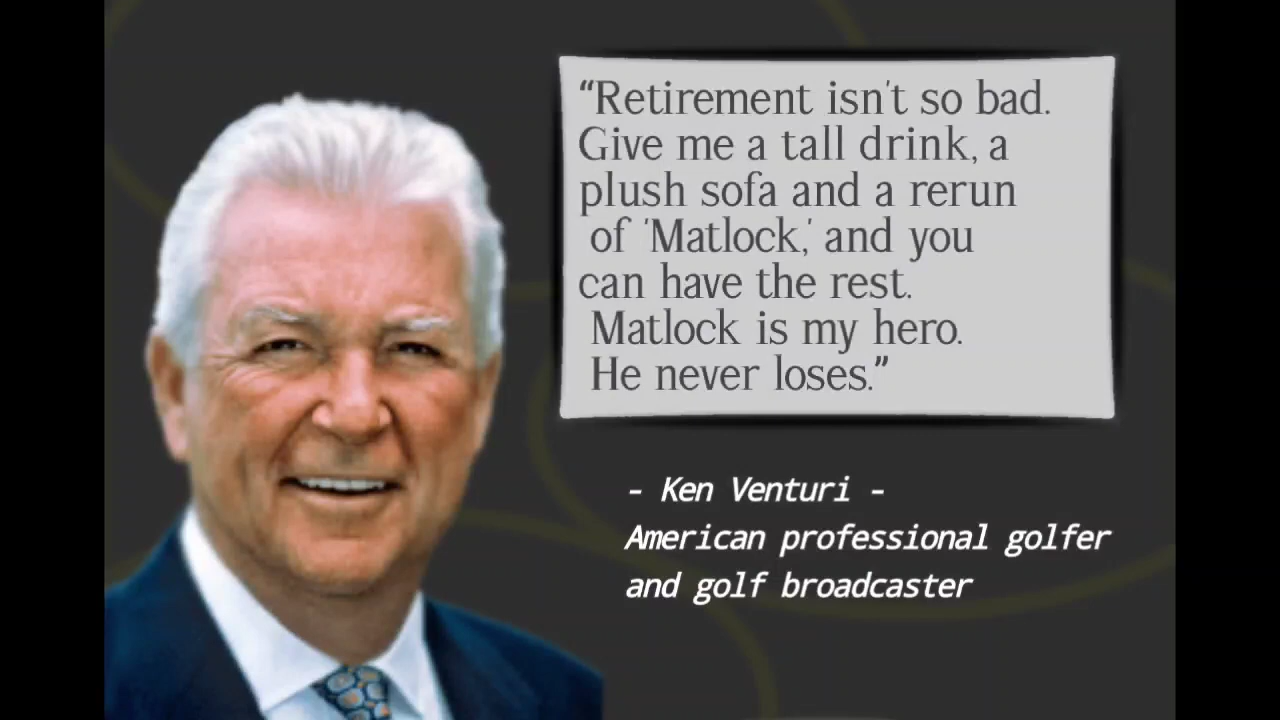 “Retirement isn't so bad.
Give me a tall drink, a
plush sofa and a rerun
of 'Matlock,' and you
can have the rest.
Matlock is my hero.
He never loses.”
- Ken Venturi -
American professional golfer
and golf broadcaster